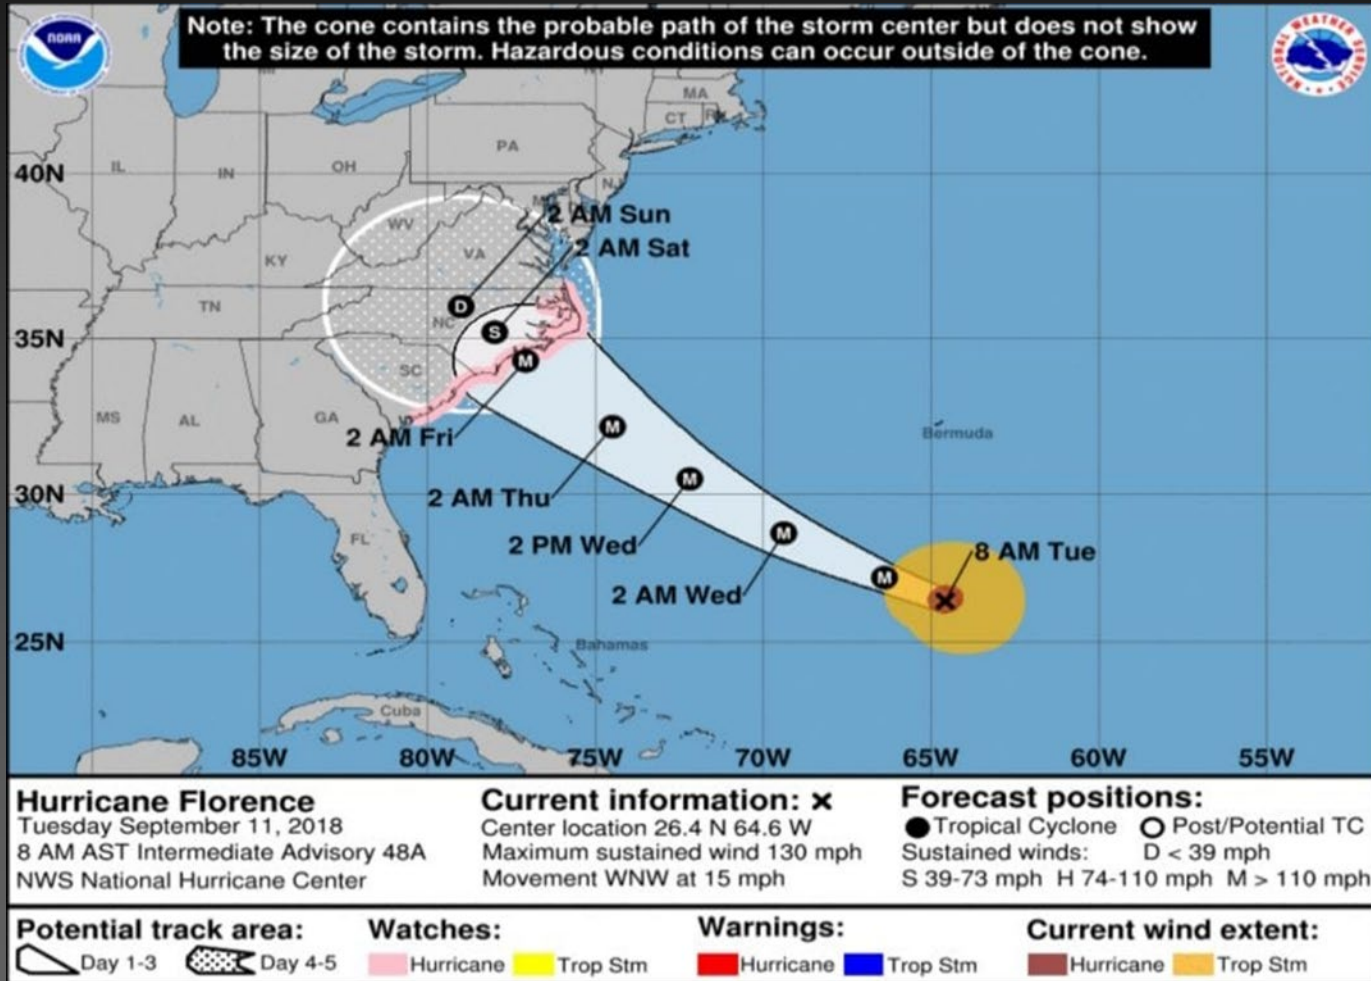 Note: The cone contains the probable path of the storm center but does not show
the size of the storm. Hazardous conditions can occur outside of the cone.
NOAA
NATIONAL WEATHER SERVICE
MA
CT
PA
40N
IL
IN
OH
NJ
WV
2 AM Sun
VA
2 AM Sat
KY
TN
D
NC
S
35N
M
SC
MS
AL
GA
M
Bermuda
2 AM Fri
M
2 AM Thu
30N
M
FL
2 PM Wed
8 AM Tue
M
2 AM Wed
25N
Bahamas
Cuba
85W
80W
75W
70W
65W
60W
55W
Hurricane Florence
Tuesday September 11, 2018
8 AM AST Intermediate Advisory 48A
NWS National Hurricane Center
Current information: x
Center location 26.4 N 64.6 W
Maximum sustained wind 130 mph
Movement WNW at 15 mph
Forecast positions:
Tropical Cyclone Post/Potential TC
Sustained winds: D < 39 mph
S 39-73 mph H 74-110 mph M > 110 mph
Potential track area:
Day 1-3 Day 4-5
Watches:
Hurricane Trop Stm
Warnings:
Hurricane Trop Stm
Current wind extent:
Hurricane Trop Stm